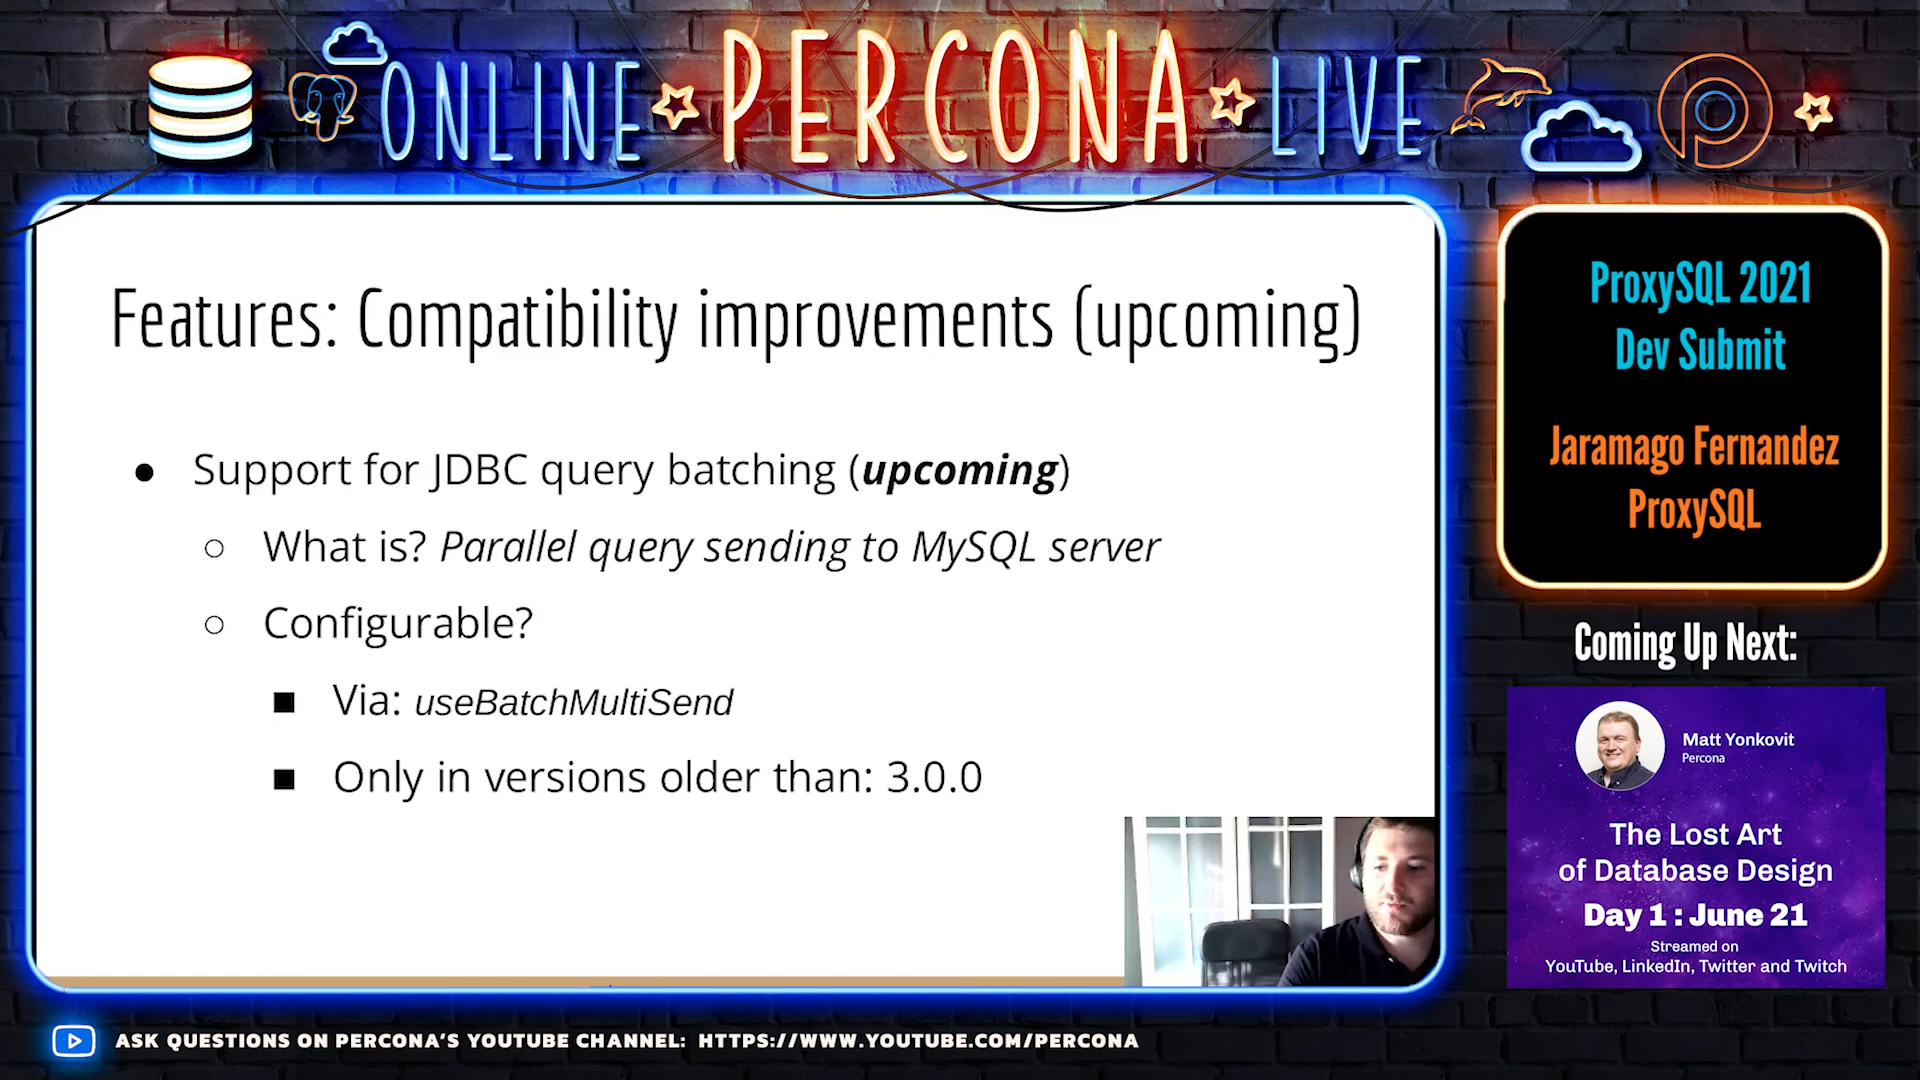 ONLINE PERCONA LIVE
Features: Compatibility improvements (upcoming)
● Support for JDBC query batching (upcoming)
○ What is? Parallel query sending to MySQL server
○ Configurable?
■ Via: useBatchMultiSend
■ Only in versions older than: 3.0.0
ProxySQL 2021
Dev Submit
Jaramago Fernandez
ProxySQL
Coming Up Next:
Matt Yonkovit
Percona
The Lost Art
of Database Design
Day 1 : June 21
Streamed on
YouTube, LinkedIn, Twitter and Twitch
ASK QUESTIONS ON PERCONA'S YOUTUBE CHANNEL: HTTPS://WWW.YOUTUBE.COM/PERCONA